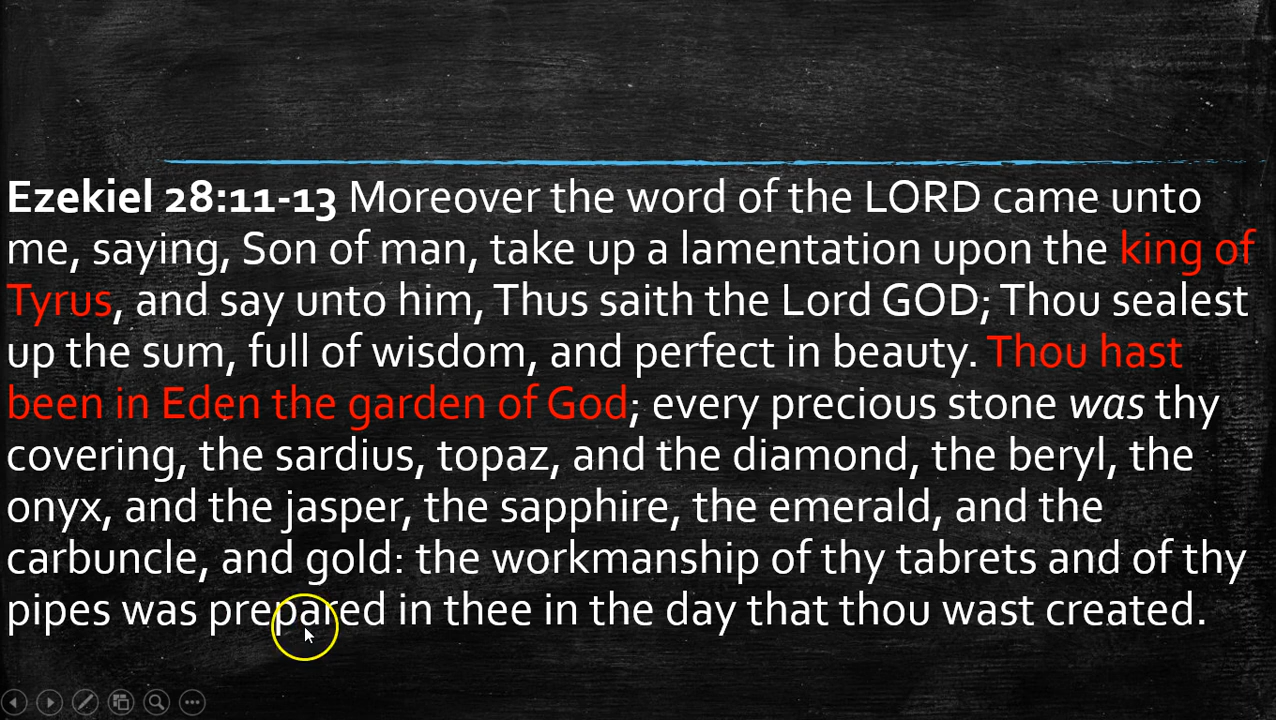 Ezekiel 28:11-13 Moreover the word of the LORD came unto
me, saying, Son of man, take up a lamentation upon the king of
Tyrus, and say unto him, Thus saith the Lord GOD; Thou sealest
up the sum, full of wisdom, and perfect in beauty. Thou hast
been in Eden the garden of God; every precious stone was thy
covering, the sardius, topaz, and the diamond, the beryl, the
onyx, and the jasper, the sapphire, the emerald, and the
carbuncle, and gold: the workmanship of thy tabrets and of thy
pipes was prepared in thee in the day that thou wast created.